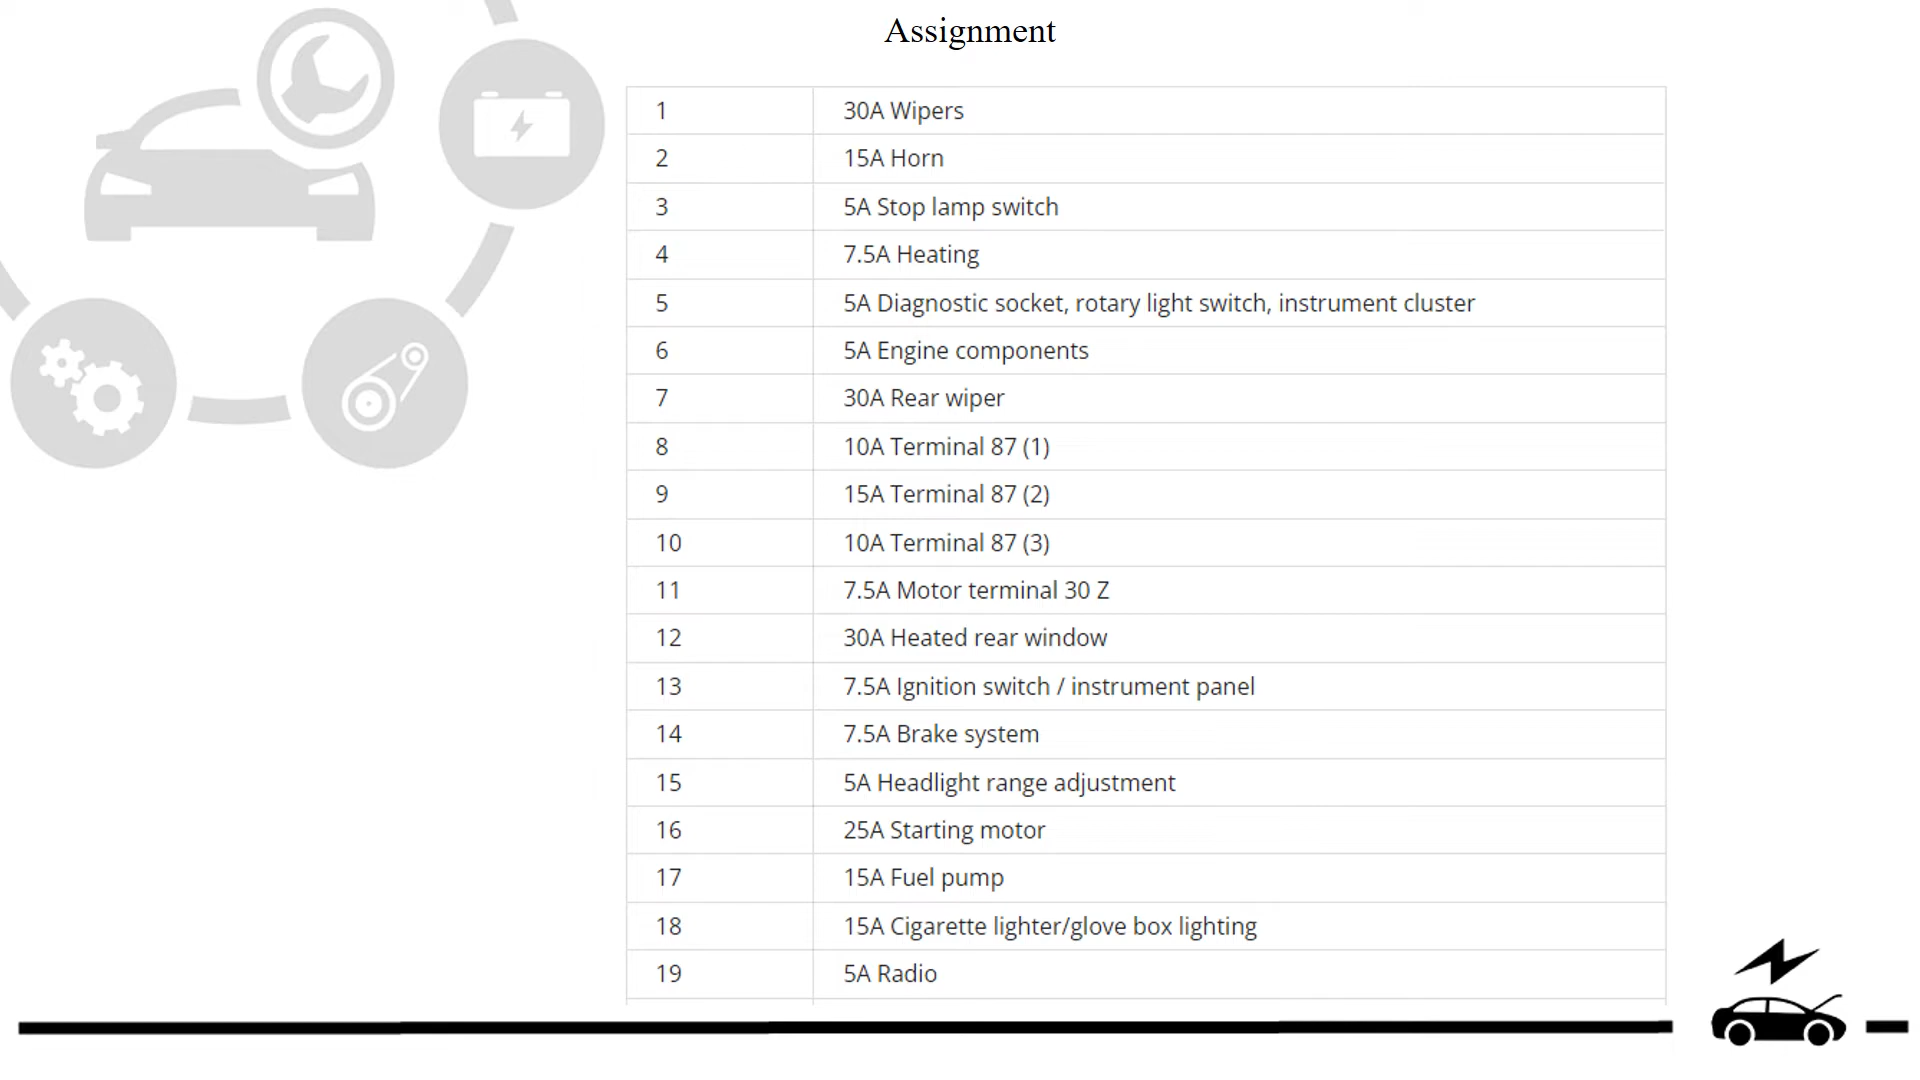 Assignment
1 30A Wipers
2 15A Horn
3 5A Stop lamp switch
4 7.5A Heating
5 5A Diagnostic socket, rotary light switch, instrument cluster
6 5A Engine components
7 30A Rear wiper
8 10A Terminal 87 (1)
9 15A Terminal 87 (2)
10 10A Terminal 87 (3)
11 7.5A Motor terminal 30 Z
12 30A Heated rear window
13 7.5A Ignition switch / instrument panel
14 7.5A Brake system
15 5A Headlight range adjustment
16 25A Starting motor
17 15A Fuel pump
18 15A Cigarette lighter/glove box lighting
19 5A Radio